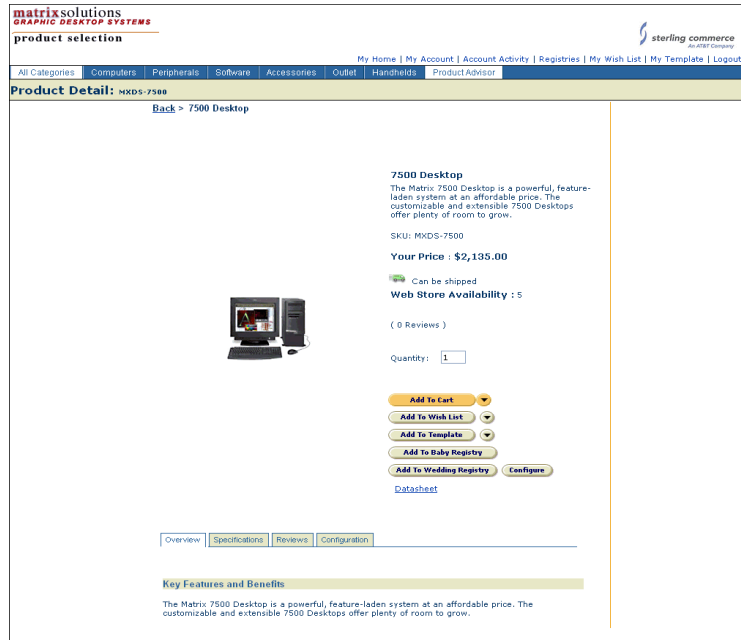 matrixsolutions
GRAPHIC DESKTOP SYSTEMS
product selection
sterling commerce
An AT&T Company
My Home | My Account | Account Activity | Registries | My Wish List | My Template | Logout
All Categories Computers Peripherals Software Accessories Outlet Handhelds Product Advisor
Product Detail: MXDS-7500
Back > 7500 Desktop
7500 Desktop
The Matrix 7500 Desktop is a powerful, feature-
laden system at an affordable price. The
customizable and extensible 7500 Desktops
offer plenty of room to grow.
SKU: MXDS-7500
Your Price : $2,135.00
Can be shipped
Web Store Availability : 5
( 0 Reviews )
Quantity: 1
Add To Cart
Add To Wish List
Add To Template
Add To Baby Registry
Add To Wedding Registry Configure
Datasheet
Overview Specifications Reviews Configuration
Key Features and Benefits
The Matrix 7500 Desktop is a powerful, feature-laden system at an affordable price. The
customizable and extensible 7500 Desktops offer plenty of room to grow.